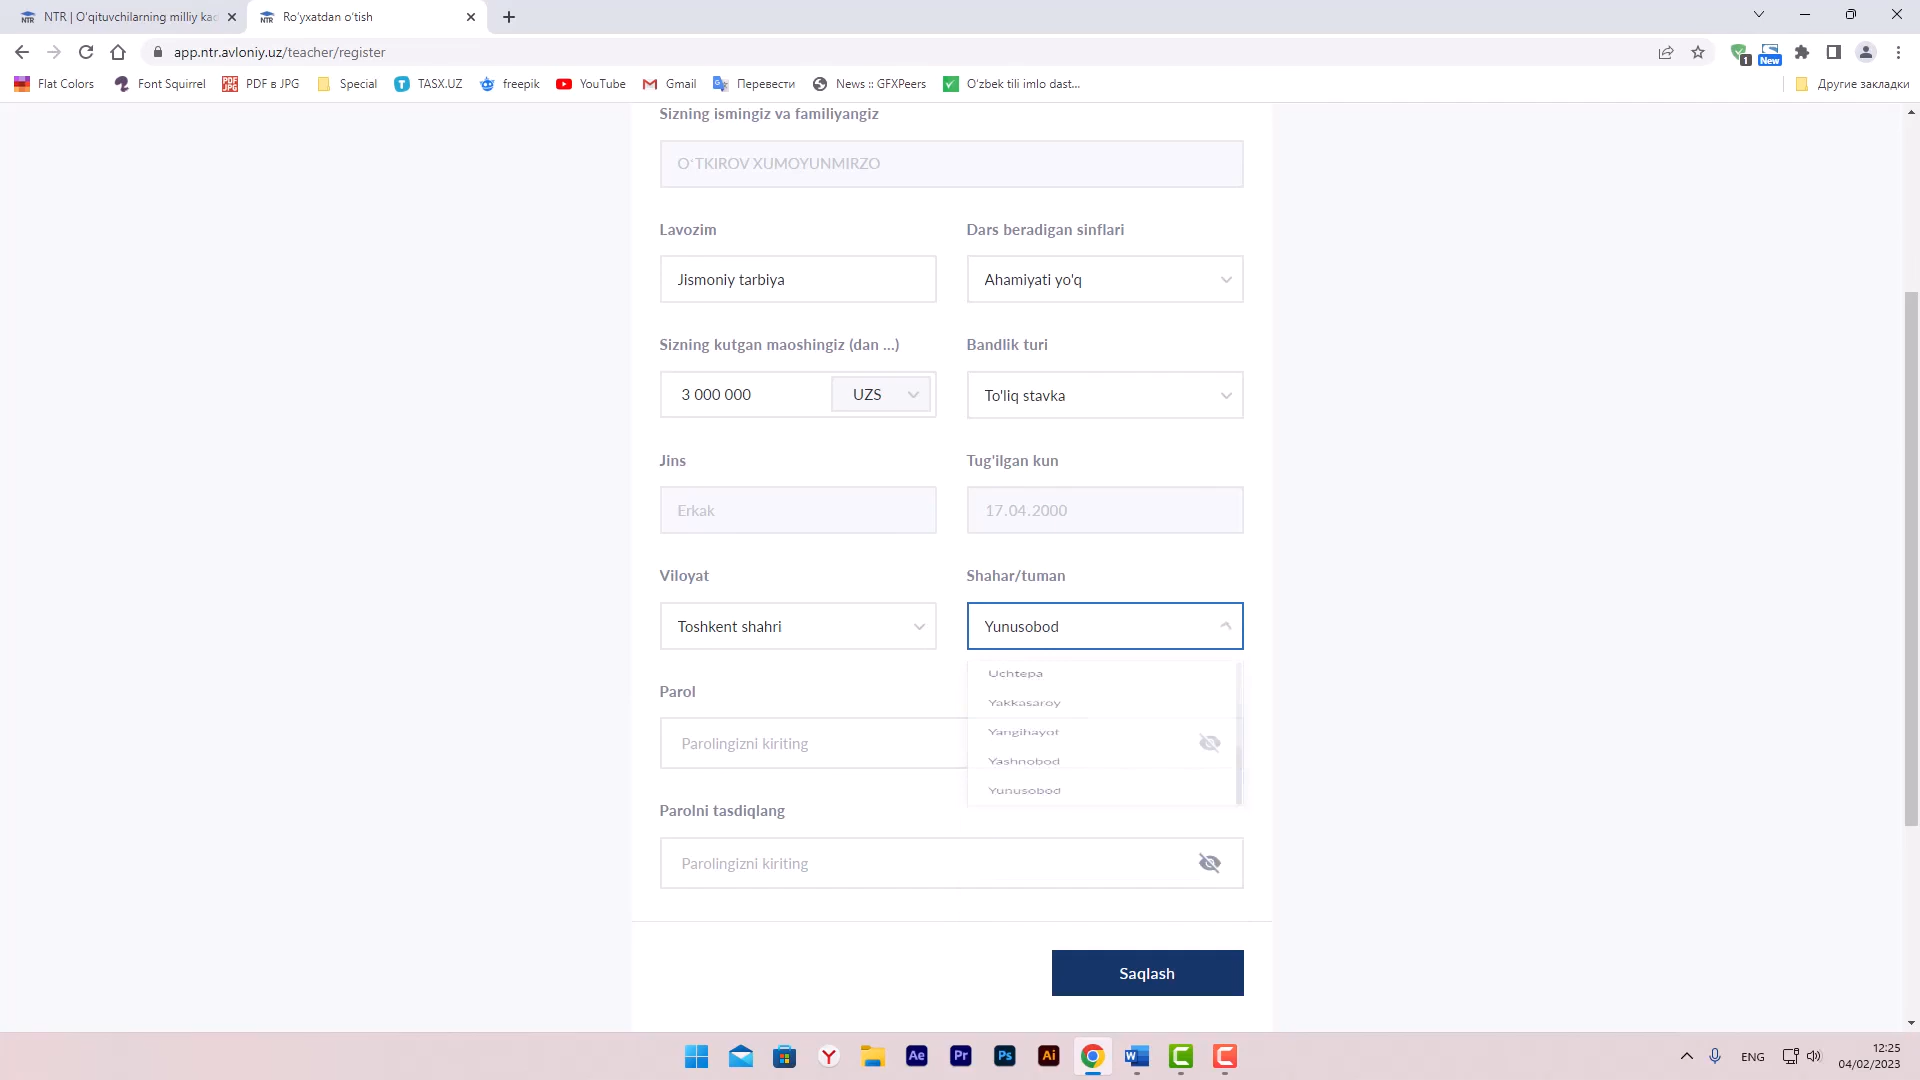 NTR | O'qituvchilarning milliy
Ro'yxatdan o'tish
app.ntr.avloniy.uz/teacher/register
1
New
Flat Colors
Font Squirrel
PDF в JPG
Special
TASX.UZ
freepik
YouTube
Gmail
Перевести
News :: GFXPeers
O'zbek tili imlo dast...
Другие закладки
Sizning ismingiz va familiyangiz
O‘TKIROV XUMOYUNMIRZO
Lavozim
Dars beradigan sinflari
Jismoniy tarbiya
Ahamiyati yo'q
Sizning kutgan maoshingiz (dan ...)
Bandlik turi
3 000 000
UZS
To'liq stavka
Jins
Tug'ilgan kun
Erkak
17.04.2000
Viloyat
Shahar/tuman
Toshkent shahri
Yunusobod
Uchtepa
Yakkasaroy
Yangihayot
Yashnobod
Yunusobod
Parol
Parolingizni kiriting
Parolni tasdiqlang
Parolingizni kiriting
Saqlash
ENG
12:25
04/02/2023